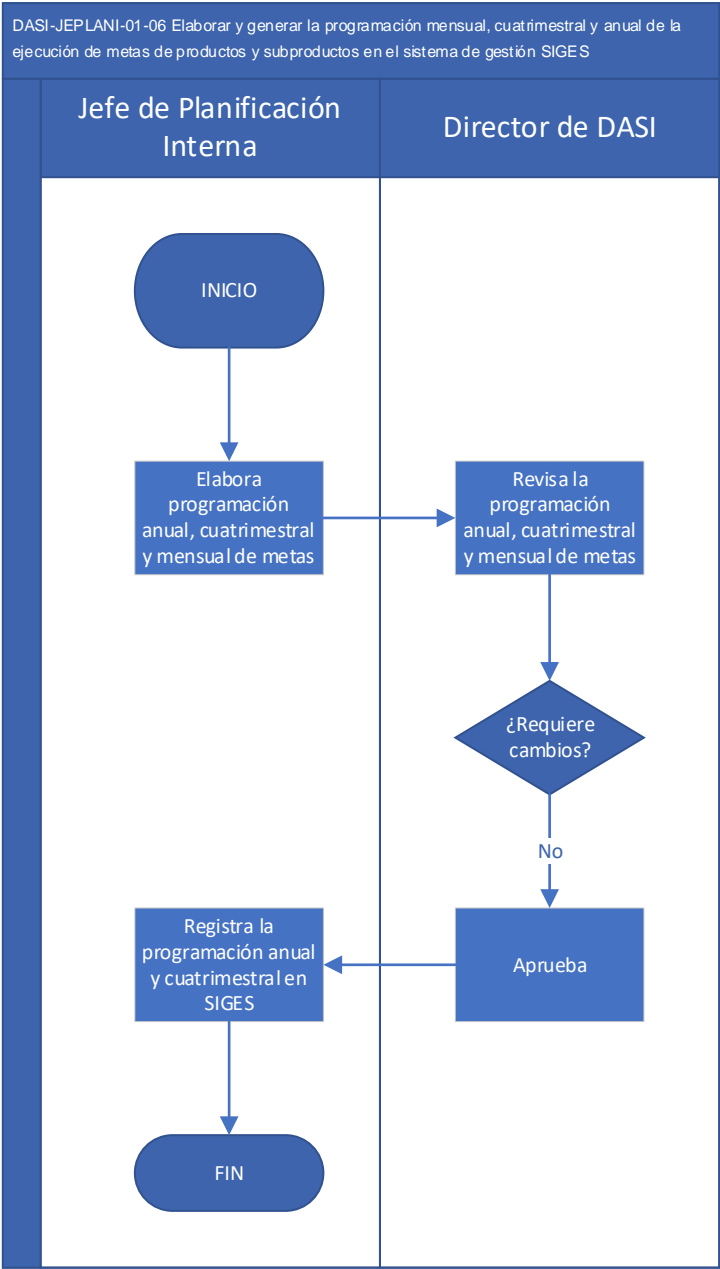 DASI-JEPLANI-01-06 Elaborar y generar la programación mensual, cuatrimestral y anual de la
ejecución de metas de productos y subproductos en el sistema de gestión SIGES
Jefe de Planificación
Interna
Director de DASI
INICIO
Elabora
programación
anual, cuatrimestral
y mensual de metas
Revisa la
programación
anual, cuatrimestral
y mensual de metas
¿Requiere
cambios?
No
Aprueba
Registra la
programación anual
y cuatrimestral en
SIGES
FIN